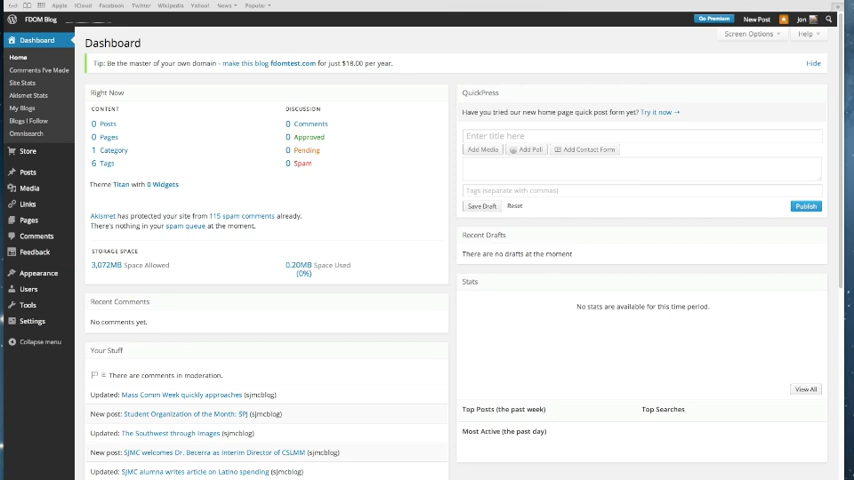 Apple iCloud Facebook Twitter Wikipedia Yahoo! News Popular
FDOM Blog
Go Premium New Post Jon
Dashboard
Home
Comments I've Made
Site Stats
Akismet Stats
My Blogs
Blogs I Follow
Omnisearch
Store
Posts
Media
Links
Pages
Comments
Feedback
Appearance
Users
Tools
Settings
Collapse menu
Dashboard
Screen Options Help
Tip: Be the master of your own domain - make this blog fdomtest.com for just $18.00 per year. Hide
Right Now
CONTENT
0 Posts
0 Pages
1 Category
6 Tags
DISCUSSION
0 Comments
0 Approved
0 Pending
0 Spam
Theme Titan with 0 Widgets
Akismet has protected your site from 115 spam comments already.
There's nothing in your spam queue at the moment.
STORAGE SPACE
3,072MB Space Allowed
0.20MB Space Used
(0%)
Recent Comments
No comments yet.
Your Stuff
There are comments in moderation.
Updated: Mass Comm Week quickly approaches (sjmcblog)
New post: Student Organization of the Month: SPJ (sjmcblog)
Updated: The Southwest through Images (sjmcblog)
New post: SJMC welcomes Dr. Becerra as Interim Director of CSLMM (sjmcblog)
Updated: SJMC alumna writes article on Latino spending (sjmcblog)
QuickPress
Have you tried our new home page quick post form yet? Try it now →
Enter title here
Add Media Add Poll Add Contact Form
Tags (separate with commas)
Save Draft Reset Publish
Recent Drafts
There are no drafts at the moment
Stats
No stats are available for this time period.
View All
Top Posts (the past week) Top Searches
Most Active (the past day)